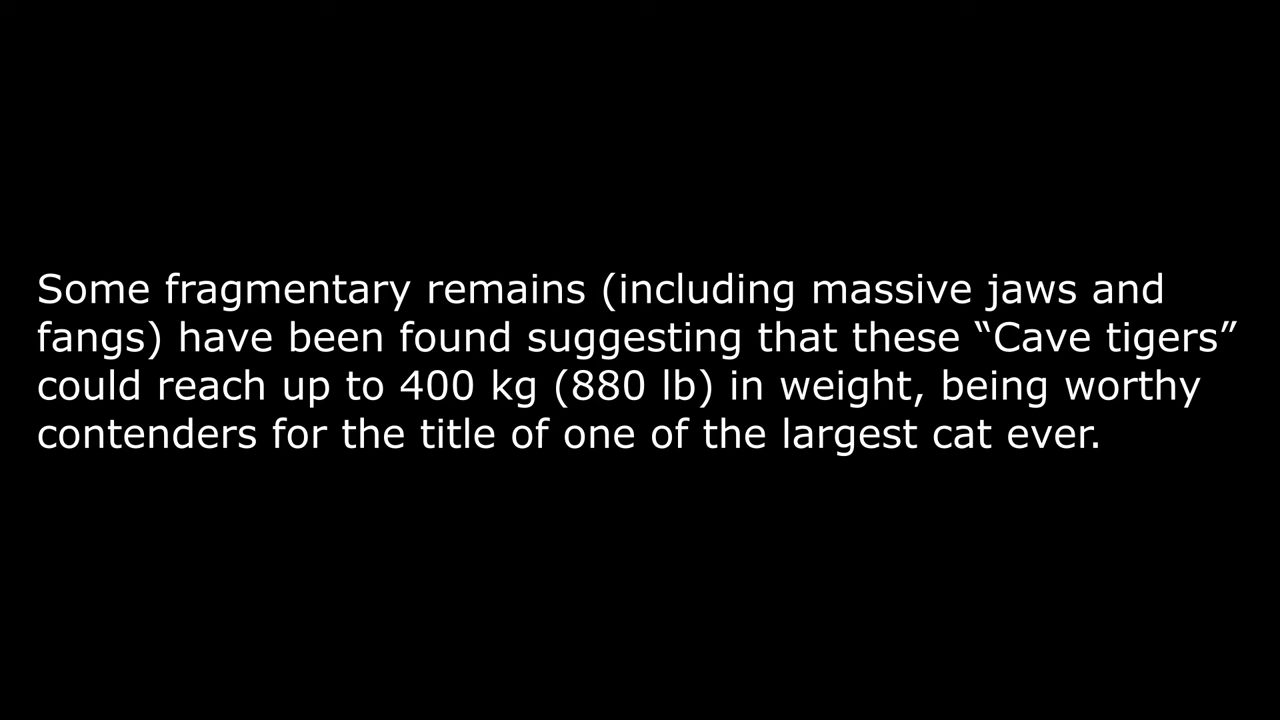 Some fragmentary remains (including massive jaws and
fangs) have been found suggesting that these “Cave tigers”
could reach up to 400 kg (880 lb) in weight, being worthy
contenders for the title of one of the largest cat ever.